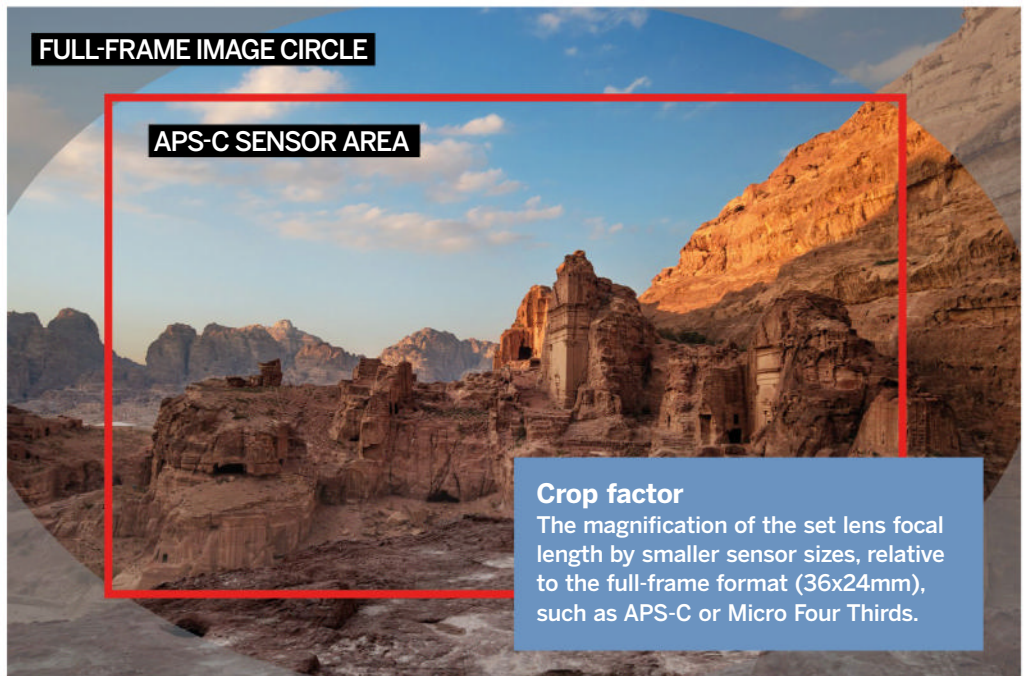 FULL-FRAME IMAGE CIRCLE
APS-C SENSOR AREA
Crop factor
The magnification of the set lens focal
length by smaller sensor sizes, relative
to the full-frame format (36x24mm),
such as APS-C or Micro Four Thirds.